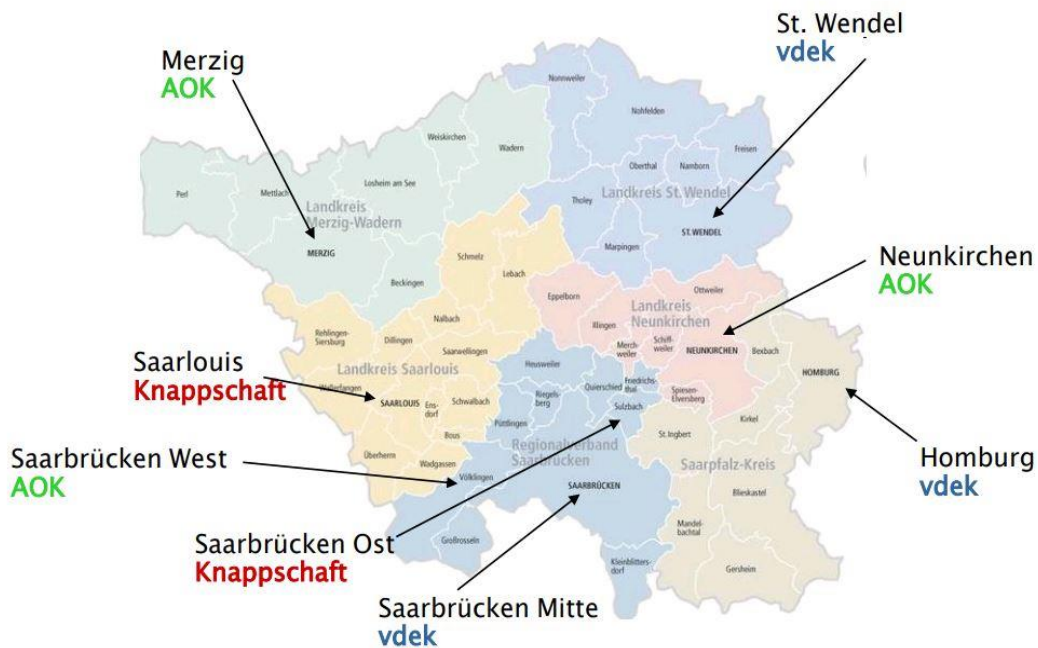 St. Wendel
vdek
Merzig
AOK
Nonnweiler
Nohfelden
Weiskirchen
Wadern
Freisen
Oberthal
Namborn
Perl
Mettlach
Losheim am See
Landkreis
Merzig-Wadern
Landkreis St. Wendel
Tholey
MERZIG
ST. WENDEL
Marpingen
Schmelz
Lebach
Beckingen
Neunkirchen
AOK
Eppelborn
Ottweiler
Landkreis
Neunkirchen
Illingen
Merch-
weiler
Schiff-
weiler
NEUNKIRCHEN
Bexbach
HOMBURG
Rehlingen-
Siersburg
Nalbach
Dillingen
Saarwellingen
Heusweiler
Saarlouis
Knappschaft
Landkreis Saarlouis
Wallerfangen
SAARLOUIS
Ens-
dorf
Schwalbach
Riegels-
berg
Quierschied
Friedrichs-
thal
Sulzbach
Spiesen-
Elversberg
Kirkel
Püttlingen
Bous
St. Ingbert
Überherrn
Wadgassen
Regionalverband
Saarbrücken
Saarpfalz-Kreis
Saarbrücken West
AOK
Völklingen
SAARBRÜCKEN
Homburg
vdek
Blieskastel
Mandel-
bachtal
Saarbrücken Ost
Knappschaft
Großrosseln
Kleinblitters-
dorf
Gersheim
Saarbrücken Mitte
vdek